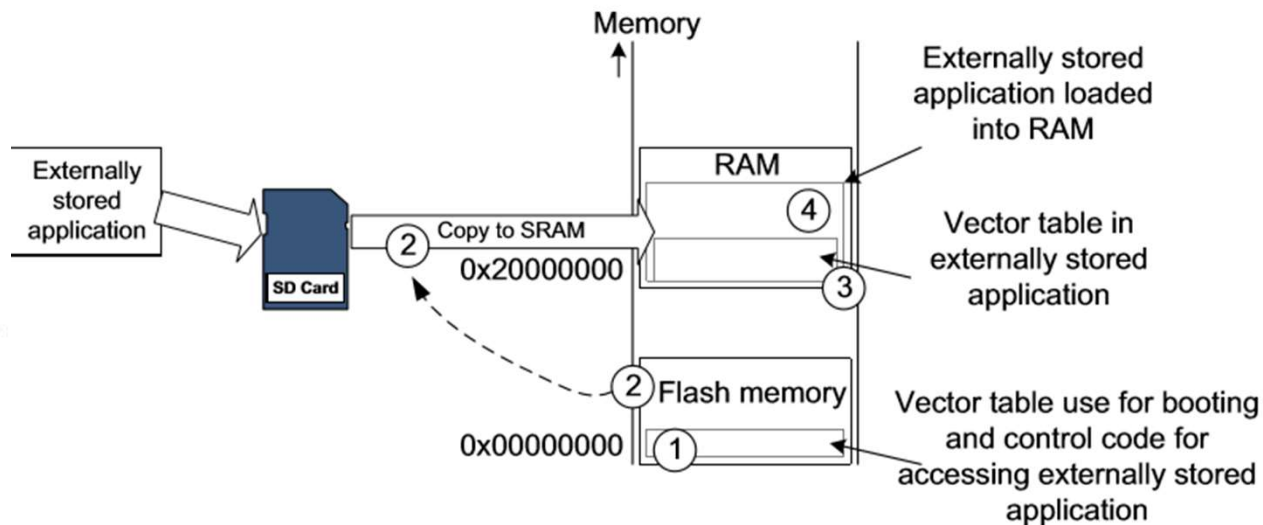 Memory
Externally
stored
application
SD Card
2
Copy to SRAM
0x20000000
RAM
4
3
Externally stored
application loaded
into RAM
Vector table in
externally stored
application
2
Flash memory
0x00000000
1
Vector table use for booting
and control code for
accessing externally stored
application